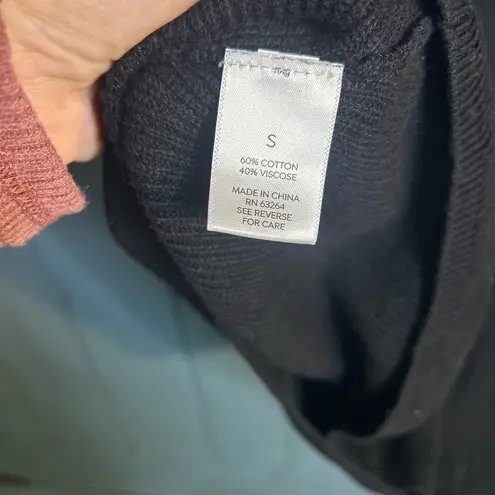 S
60% COTTON
40% VISCOSE
MADE IN CHINA
RN 63264
SEE REVERSE
FOR CARE